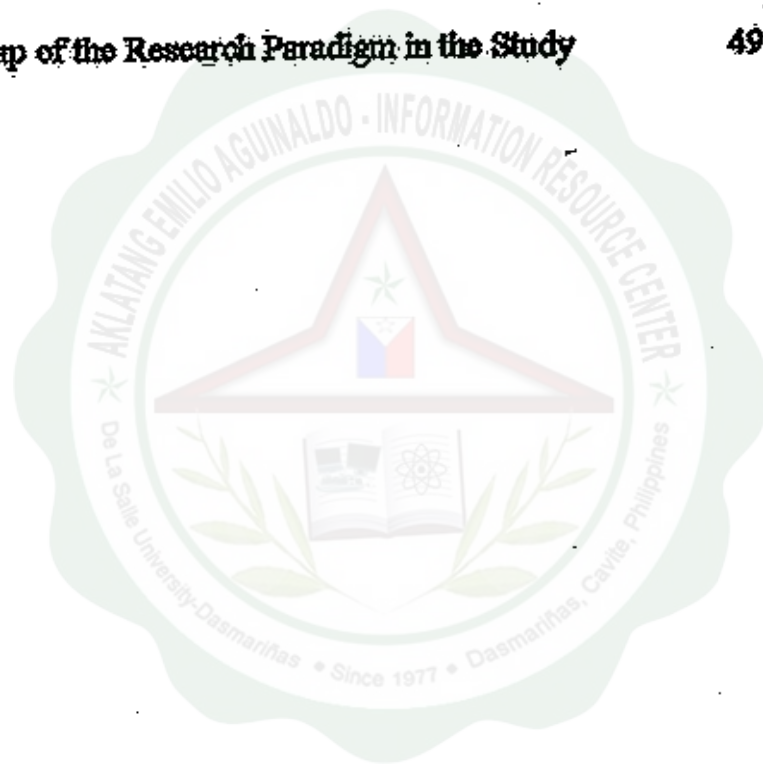 of the Research Paradigm in the Study 49
AKLATANG EMILIO AGUINALDO - INFORMATION RESOURCE CENTER
De La Salle University-Dasmariñas • Since 1977 • Dasmariñas, Cavite, Philippines